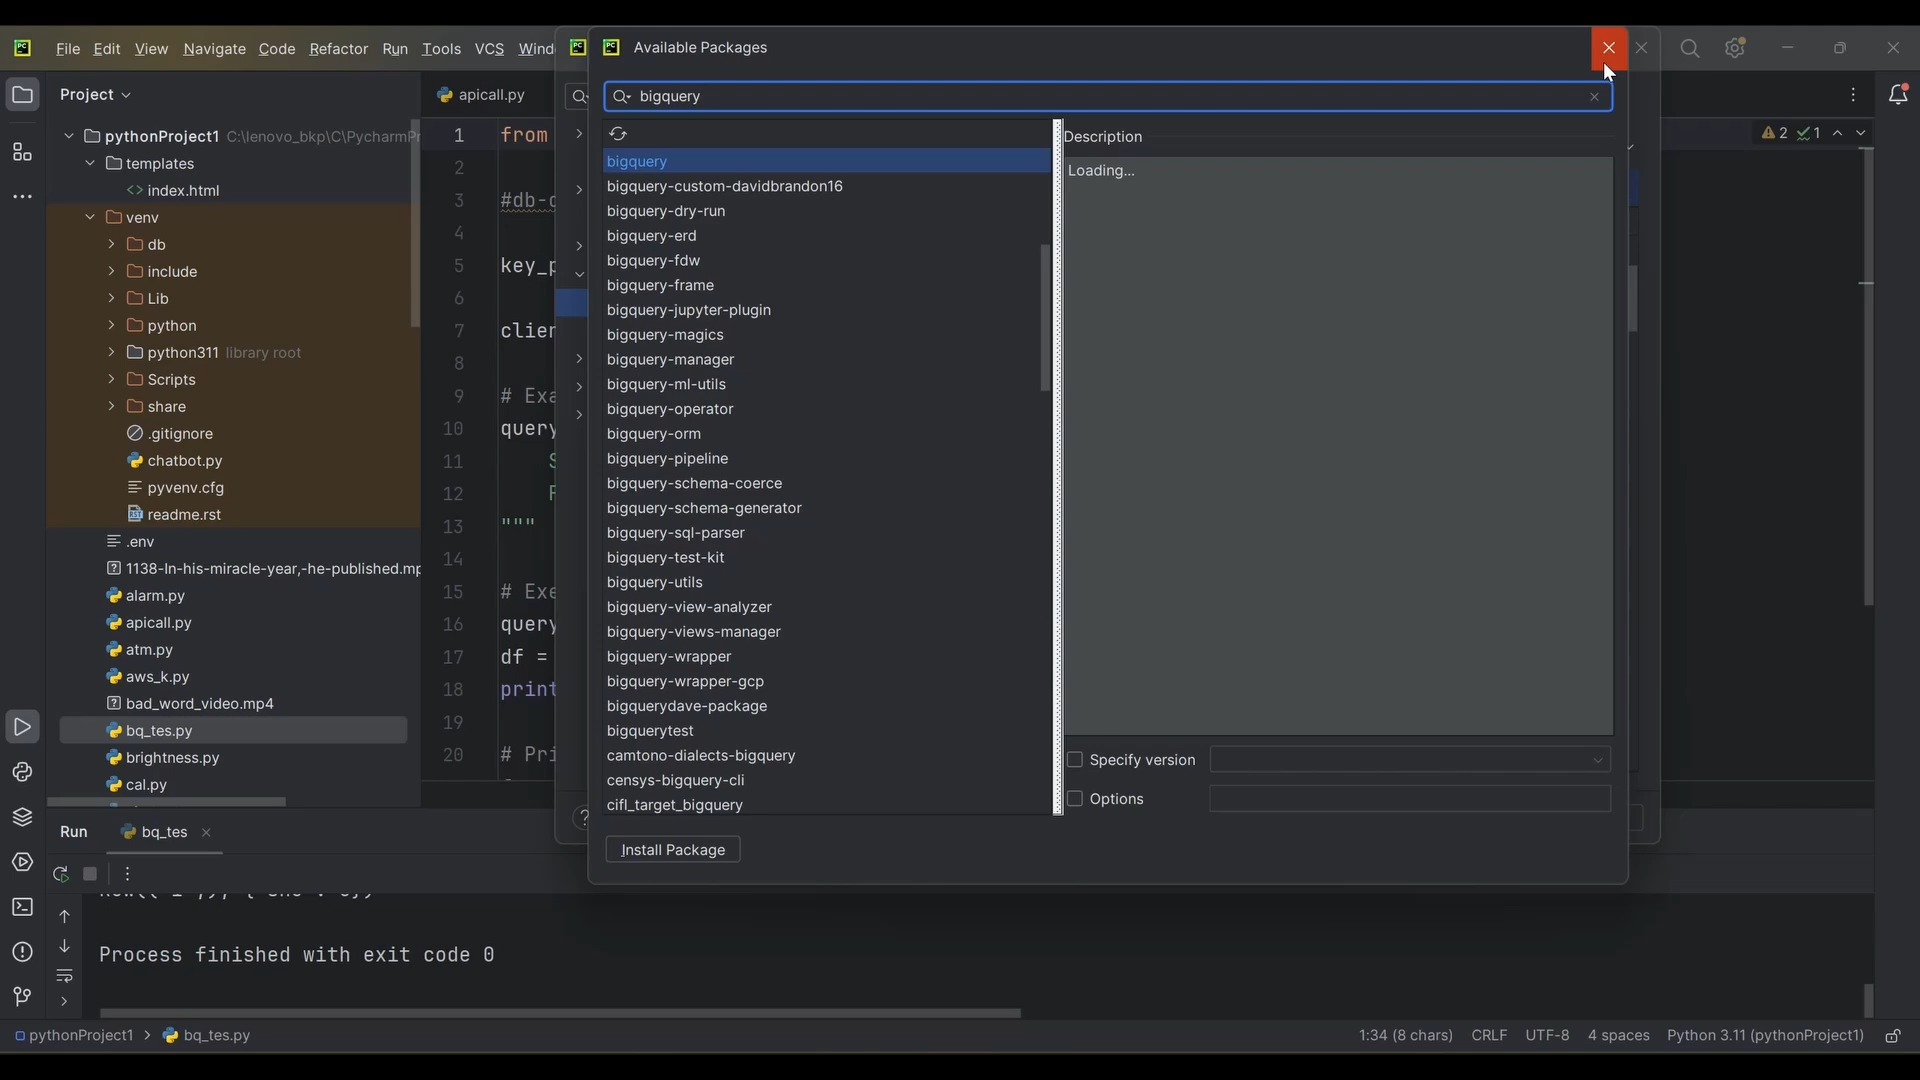 File Edit View Navigate Code Refactor Run Tools VCS
Available Packages
Project
apicall.py
bigquery
2 1
pythonProject1 C:\lenovo_bkp\C\PycharmPr
templates
index.html
venv
db
include
Lib
python
python311 library root
Scripts
share
.gitignore
chatbot.py
pyvenv.cfg
readme.rst
.env
1138-In-his-miracle-year,-he-published.mp
alarm.py
apicall.py
atm.py
aws_k.py
bad_word_video.mp4
bq_tes.py
brightness.py
cal.py
1 from
2
3 #db-c
4
5 key_p
6
7 clien
8
9 # Exa
10 query
11 S
12 F
13 """
14
15 # Exe
16 query
17 df =
18 print
19
20 # Pri
bigquery
bigquery-custom-davidbrandon16
bigquery-dry-run
bigquery-erd
bigquery-fdw
bigquery-frame
bigquery-jupyter-plugin
bigquery-magics
bigquery-manager
bigquery-ml-utils
bigquery-operator
bigquery-orm
bigquery-pipeline
bigquery-schema-coerce
bigquery-schema-generator
bigquery-sql-parser
bigquery-test-kit
bigquery-utils
bigquery-view-analyzer
bigquery-views-manager
bigquery-wrapper
bigquery-wrapper-gcp
bigquerydave-package
bigquerytest
camtono-dialects-bigquery
censys-bigquery-cli
cifl_target_bigquery
Description
Loading...
Specify version
Options
Install Package
Run bq_tes
Process finished with exit code 0
pythonProject1 > bq_tes.py
1:34 (8 chars) CRLF UTF-8 4 spaces Python 3.11 (pythonProject1)